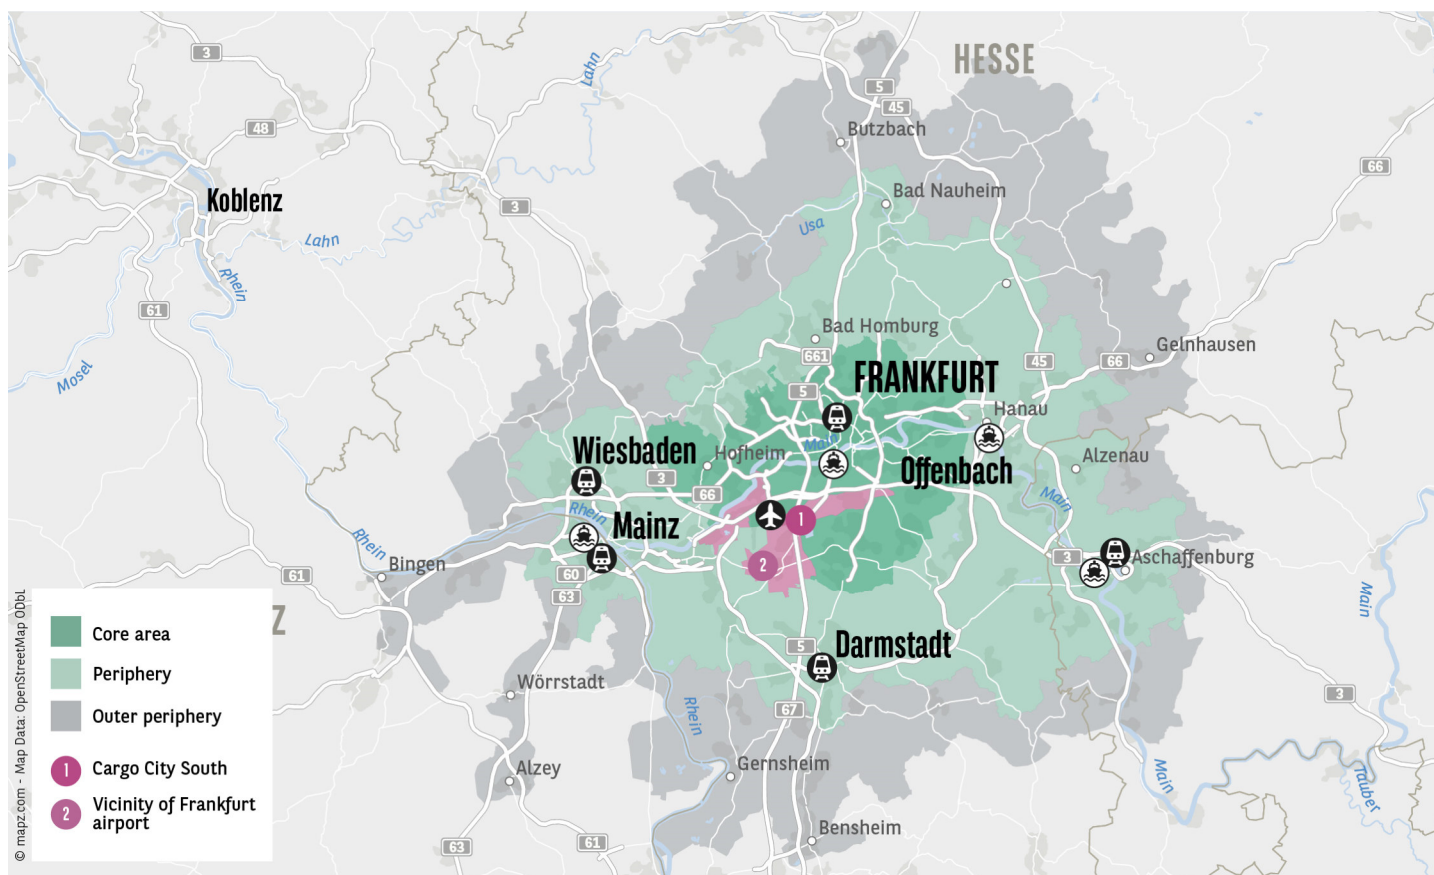 HESSE
3
5
45
Lahn
48
Butzbach
66
Koblenz
3
Bad Nauheim
Usa
Lahn
Rhein
61
Bad Homburg
661
Gelnhausen
45
66
Mosel
5
FRANKFURT
Hanau
Main
Wiesbaden
Hofheim
Offenbach
Alzenau
3
66
Main
Rhein
Mainz
1
Rhein
Bingen
2
3
Aschaffenburg
61
60
63
Main
Z
5
Darmstadt
Wörrstadt
3
Rhein
67
Alzey
Gernsheim
Main
Tauber
Bensheim
63
61
Core area
Periphery
Outer periphery
1 Cargo City South
2 Vicinity of Frankfurt
airport
© mapz.com - Map Data: OpenStreetMap ODbL